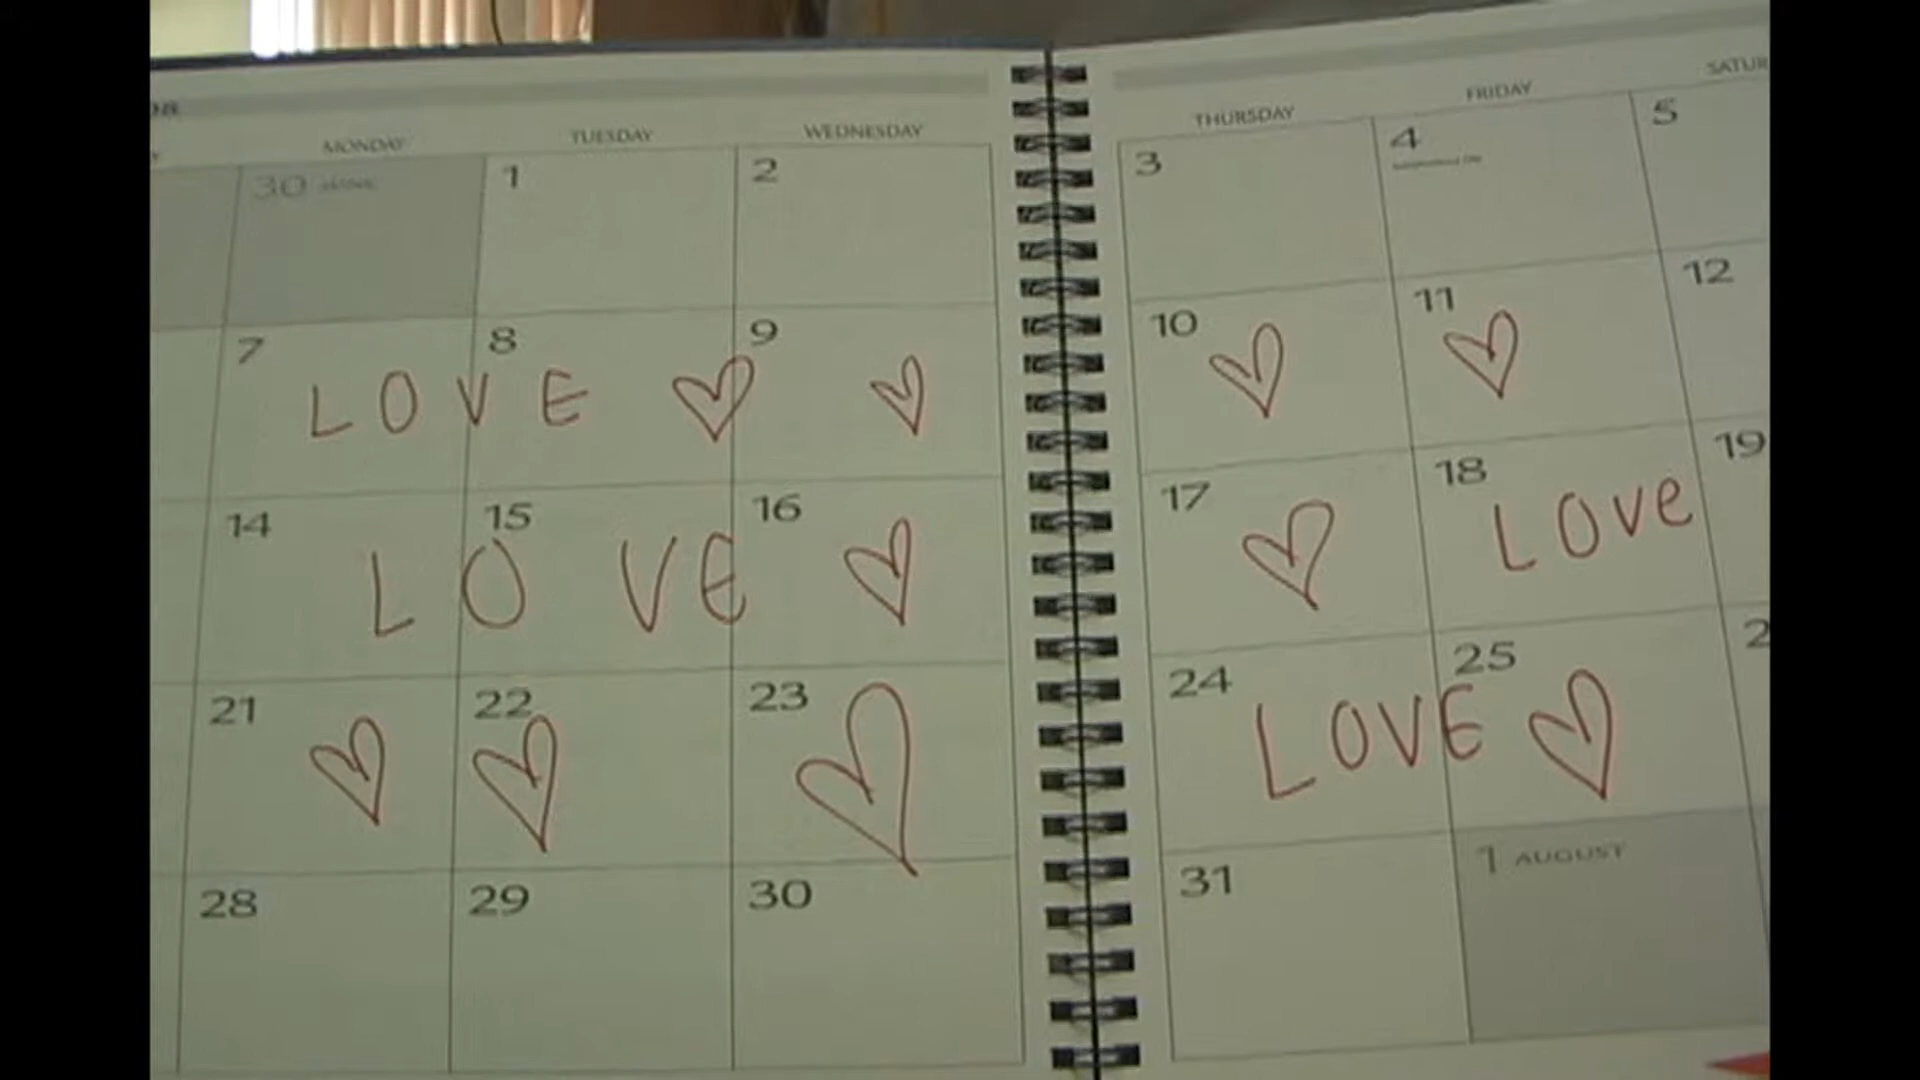 MONDAY TUESDAY WEDNESDAY THURSDAY FRIDAY
30 1 2 3 4 5
7 8 9 10 11 12
LOVE
14 15 16 17 18 19
LOVE Love
21 22 23 24 25
LOVE
28 29 30 31 1 AUGUST